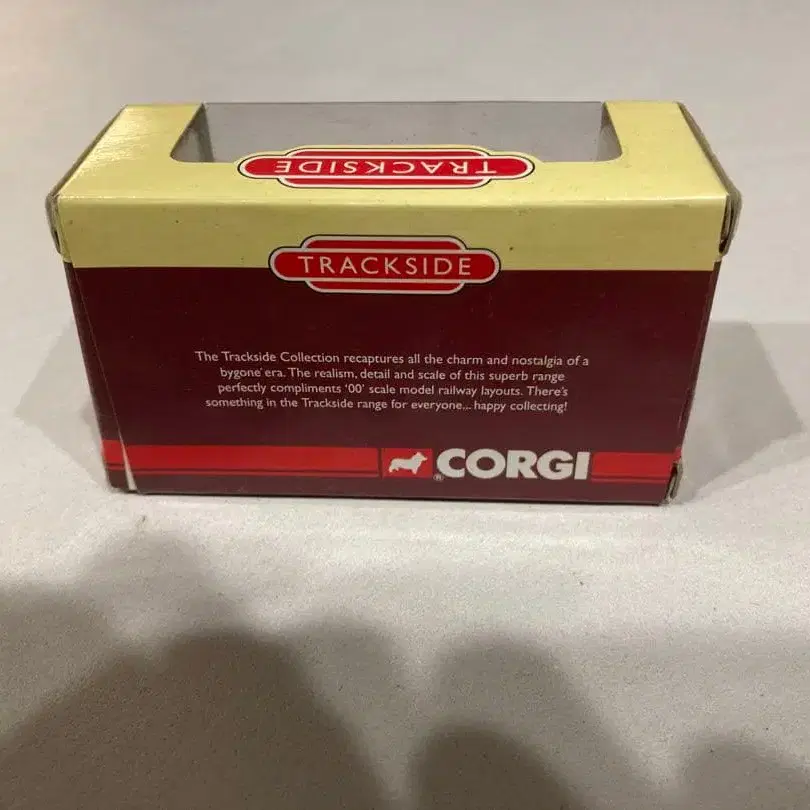 TRACKSIDE
TRACKSIDE
The Trackside Collection recaptures all the charm and nostalgia of a
bygone era. The realism, detail and scale of this superb range
perfectly compliments '00' scale model railway layouts. There's
something in the Trackside range for everyone... happy collecting!
® CORGI